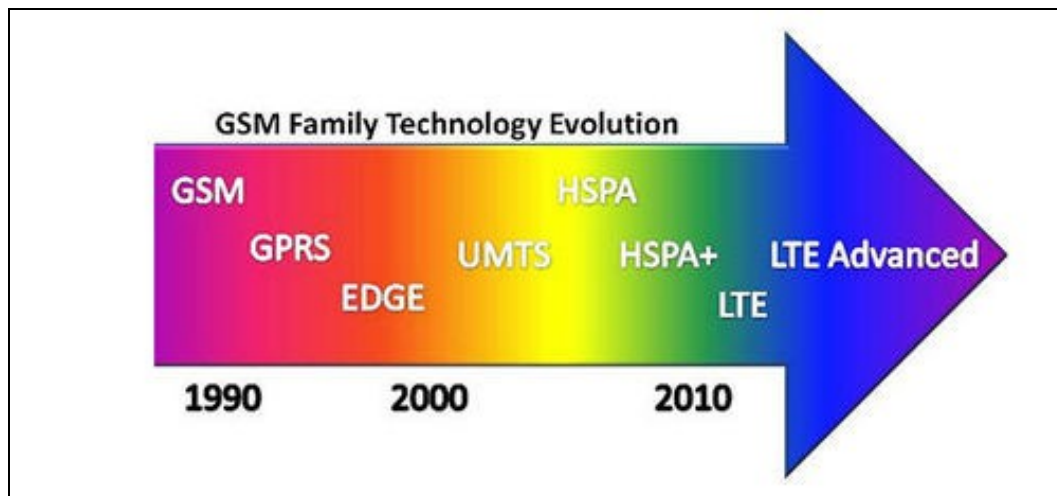 GSM Family Technology Evolution
GSM
HSPA
GPRS
UMTS
HSPA+
LTE Advanced
EDGE
LTE
1990
2000
2010